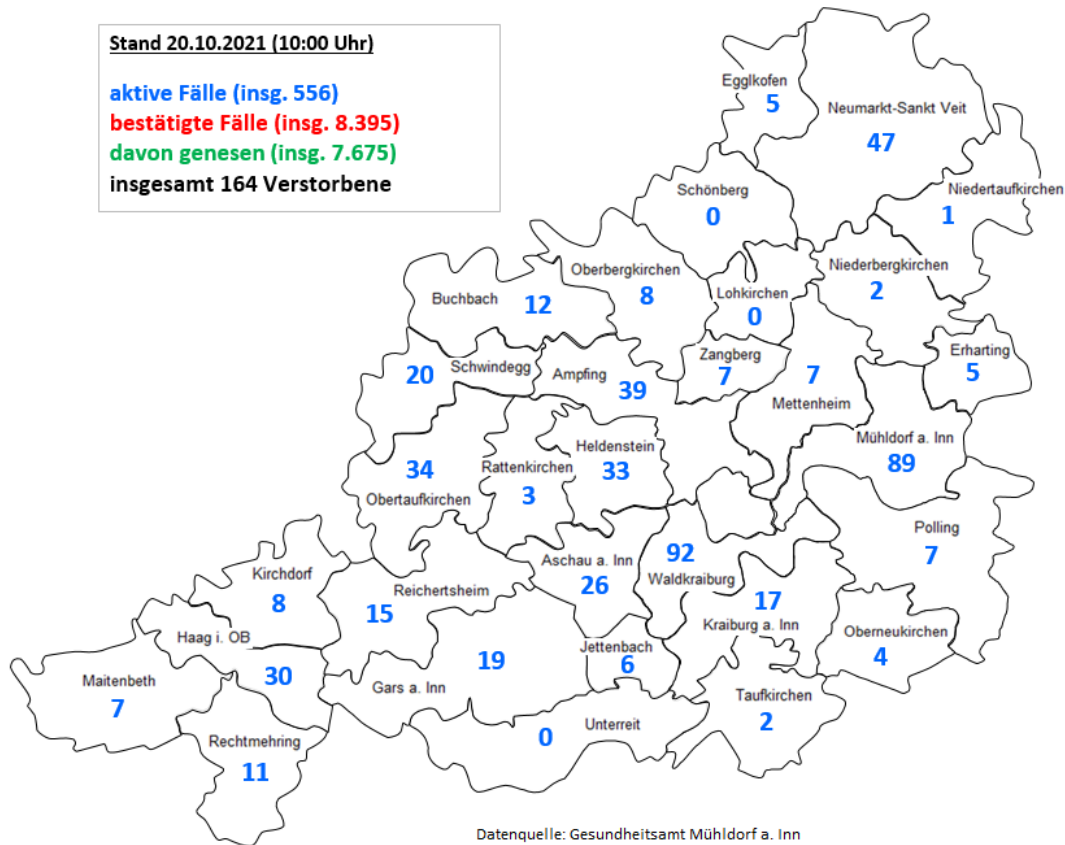 Stand 20.10.2021 (10:00 Uhr)
aktive Fälle (insg. 556)
bestätigte Fälle (insg. 8.395)
davon genesen (insg. 7.675)
insgesamt 164 Verstorbene
Egglkofen
5
Neumarkt-Sankt Veit
47
Schönberg
0
Niedertaufkirchen
1
Oberbergkirchen
8
Niederbergkirchen
2
Buchbach
12
Lohkirchen
0
Schwindegg
20
Ampfing
39
Zangberg
7
7
Mettenheim
Erharting
5
Mühldorf a. Inn
89
34
Obertaufkirchen
Rattenkirchen
3
Heldenstein
33
Polling
7
Kirchdorf
8
Reichertsheim
15
Aschau a. Inn
26
92
Waldkraiburg
17
Kraiburg a. Inn
Oberneukirchen
4
Haag i. OB
30
Maitenbeth
7
Gars a. Inn
19
Jettenbach
6
Taufkirchen
2
Rechtmehring
11
Unterreit
0
Datenquelle: Gesundheitsamt Mühldorf a. Inn